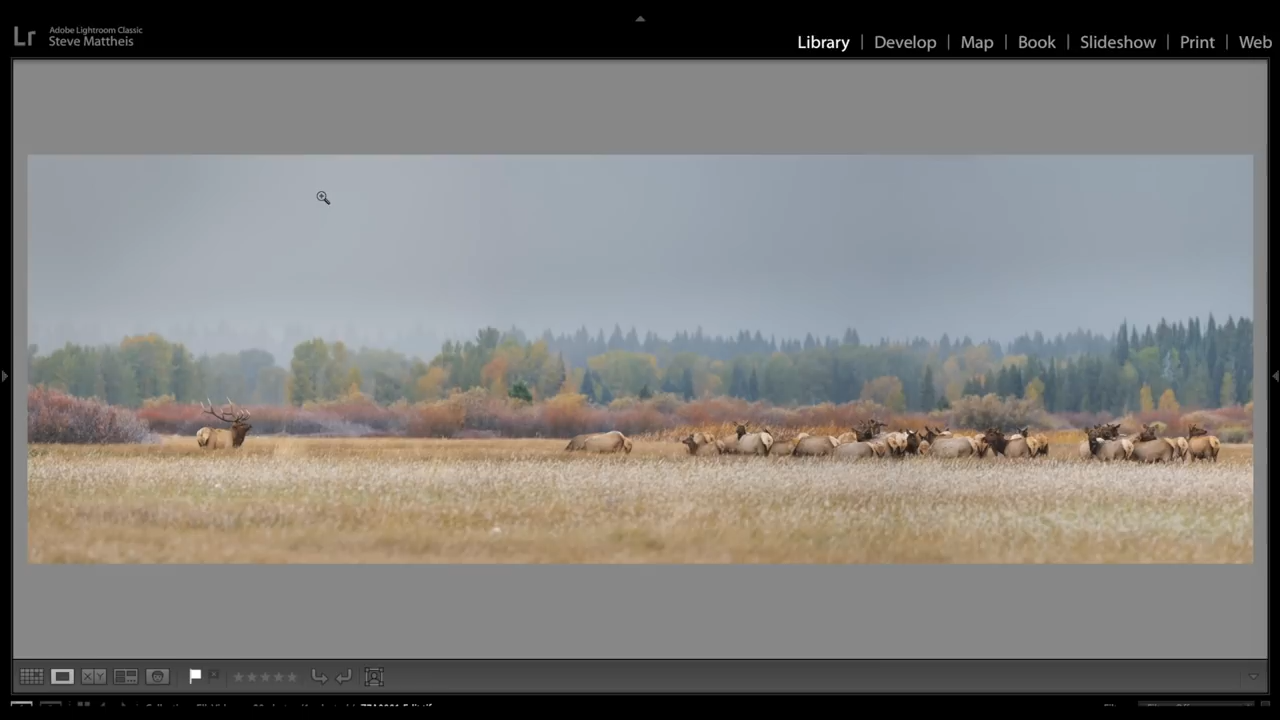 Lr
Adobe Lightroom Classic
Steve Mattheis
Library | Develop | Map | Book | Slideshow | Print | Web
X Y